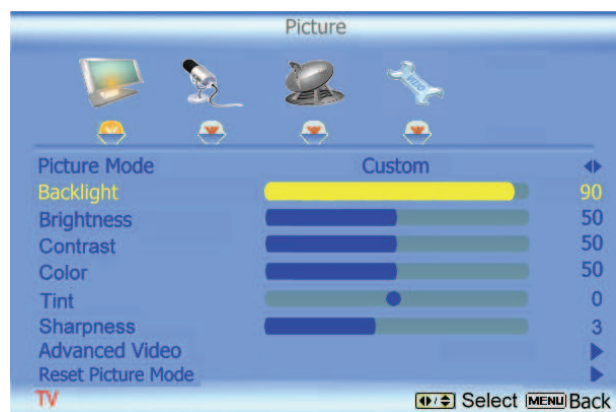 Picture
Picture Mode Custom
Backlight 90
Brightness 50
Contrast 50
Color 50
Tint 0
Sharpness 3
Advanced Video
Reset Picture Mode
TV Select MENU Back